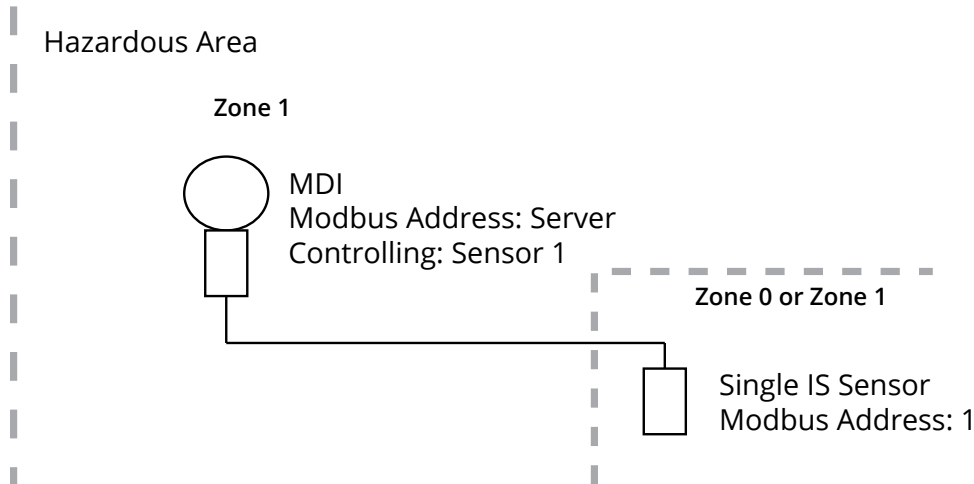 Hazardous Area
Zone 1
MDI
Modbus Address: Server
Controlling: Sensor 1
Zone 0 or Zone 1
Single IS Sensor
Modbus Address: 1